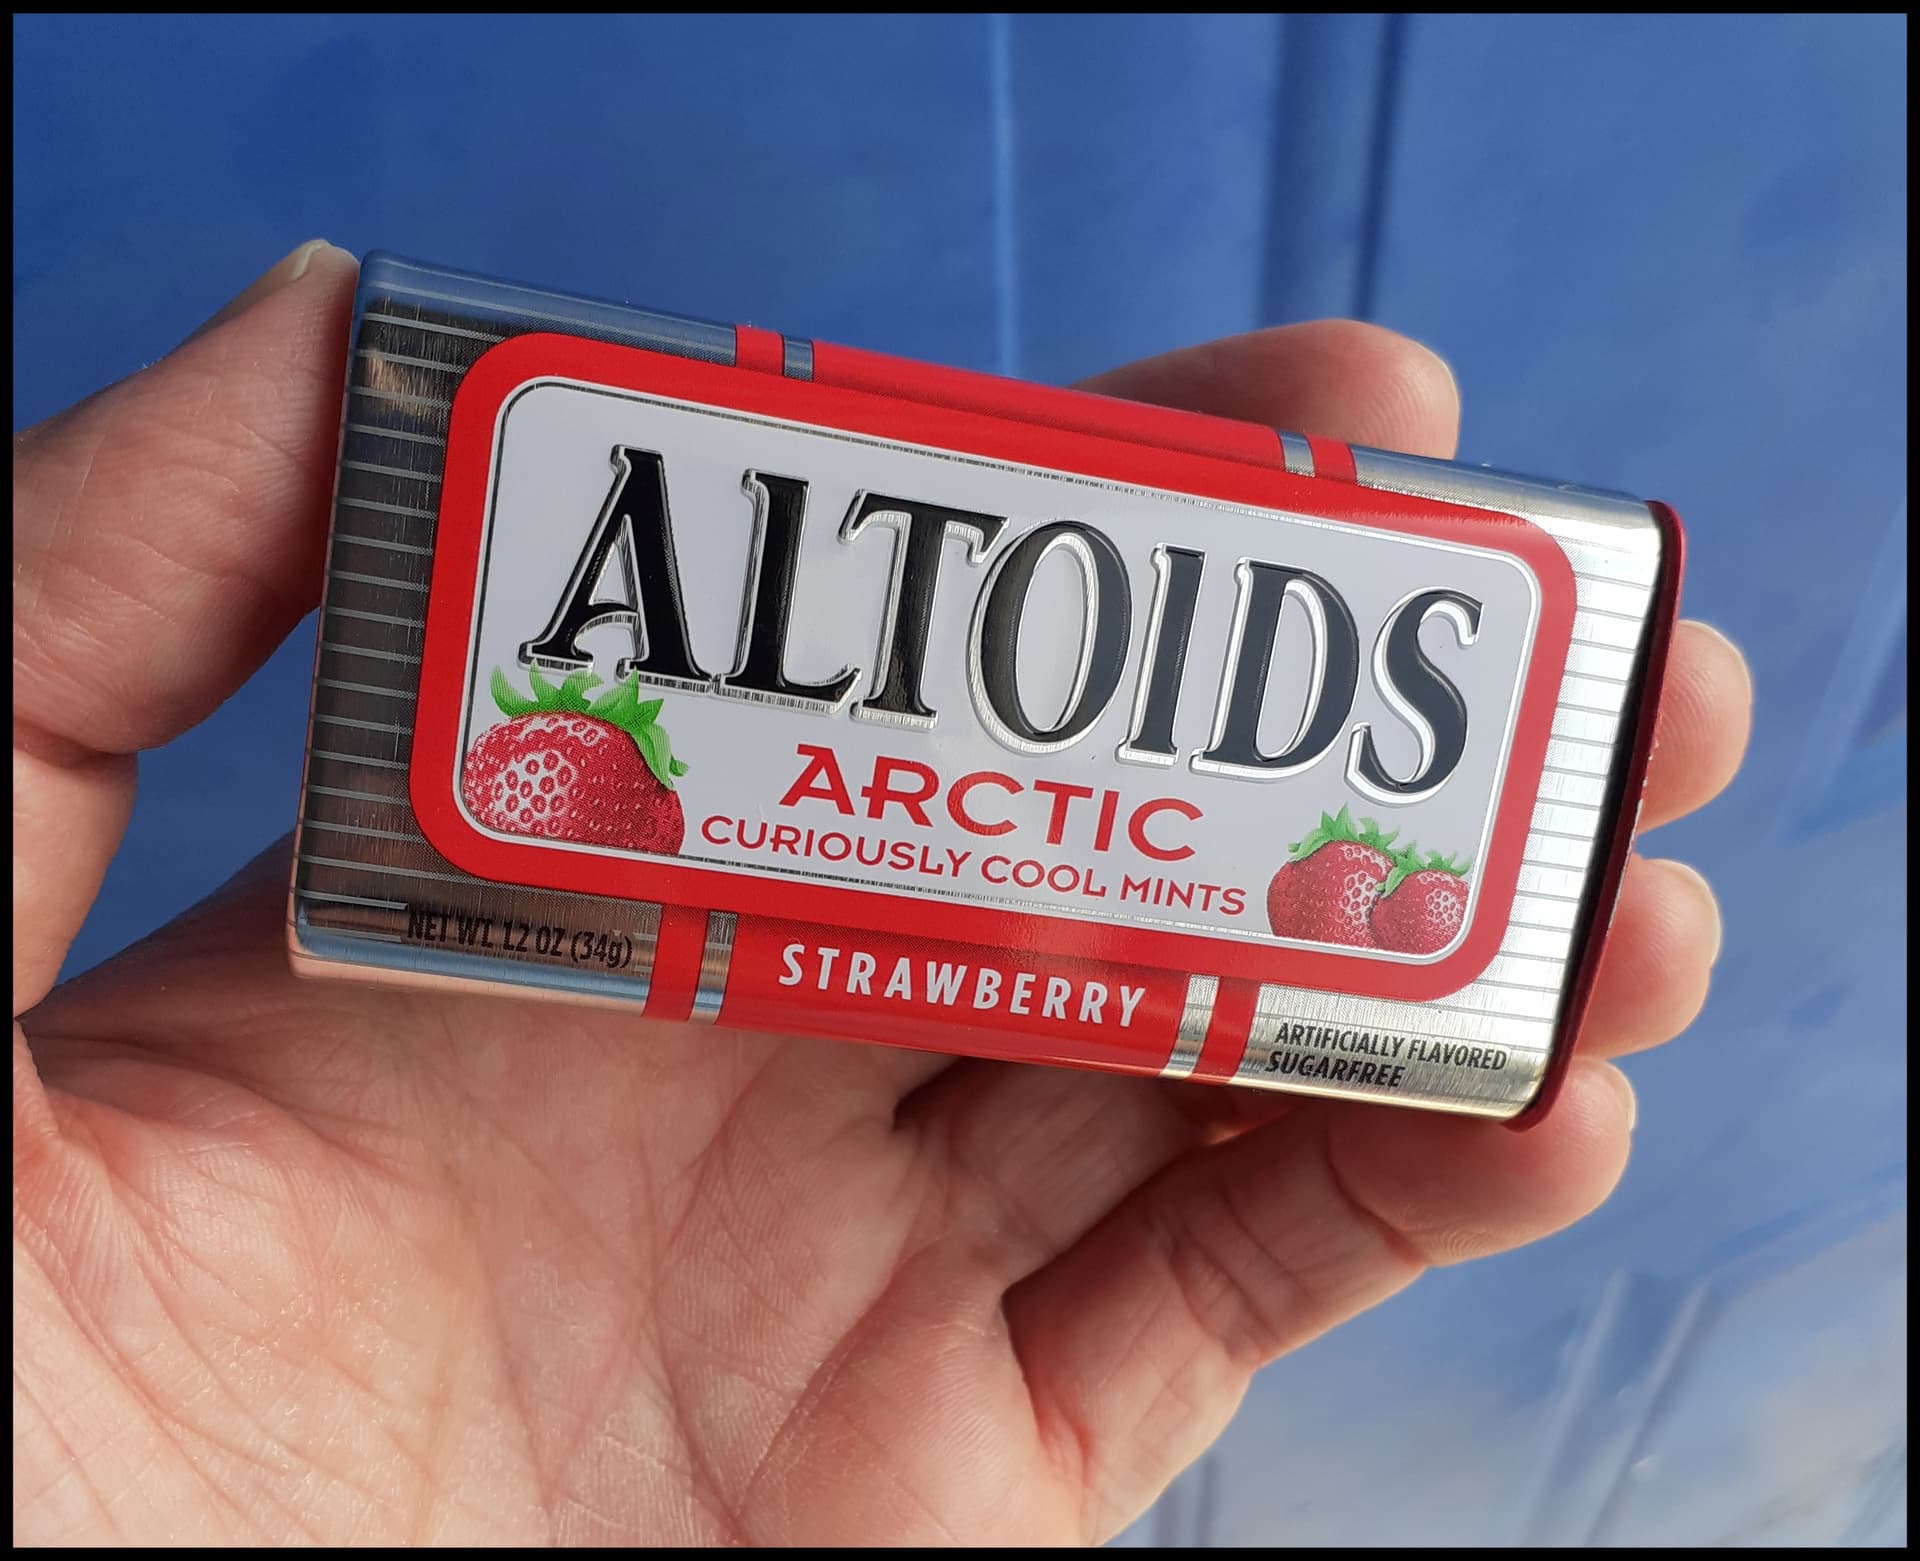 ALTOIDS
ARCTIC
CURIOUSLY COOL MINTS
NET WT. 1.2 OZ (34g)
STRAWBERRY
ARTIFICIALLY FLAVORED
SUGARFREE